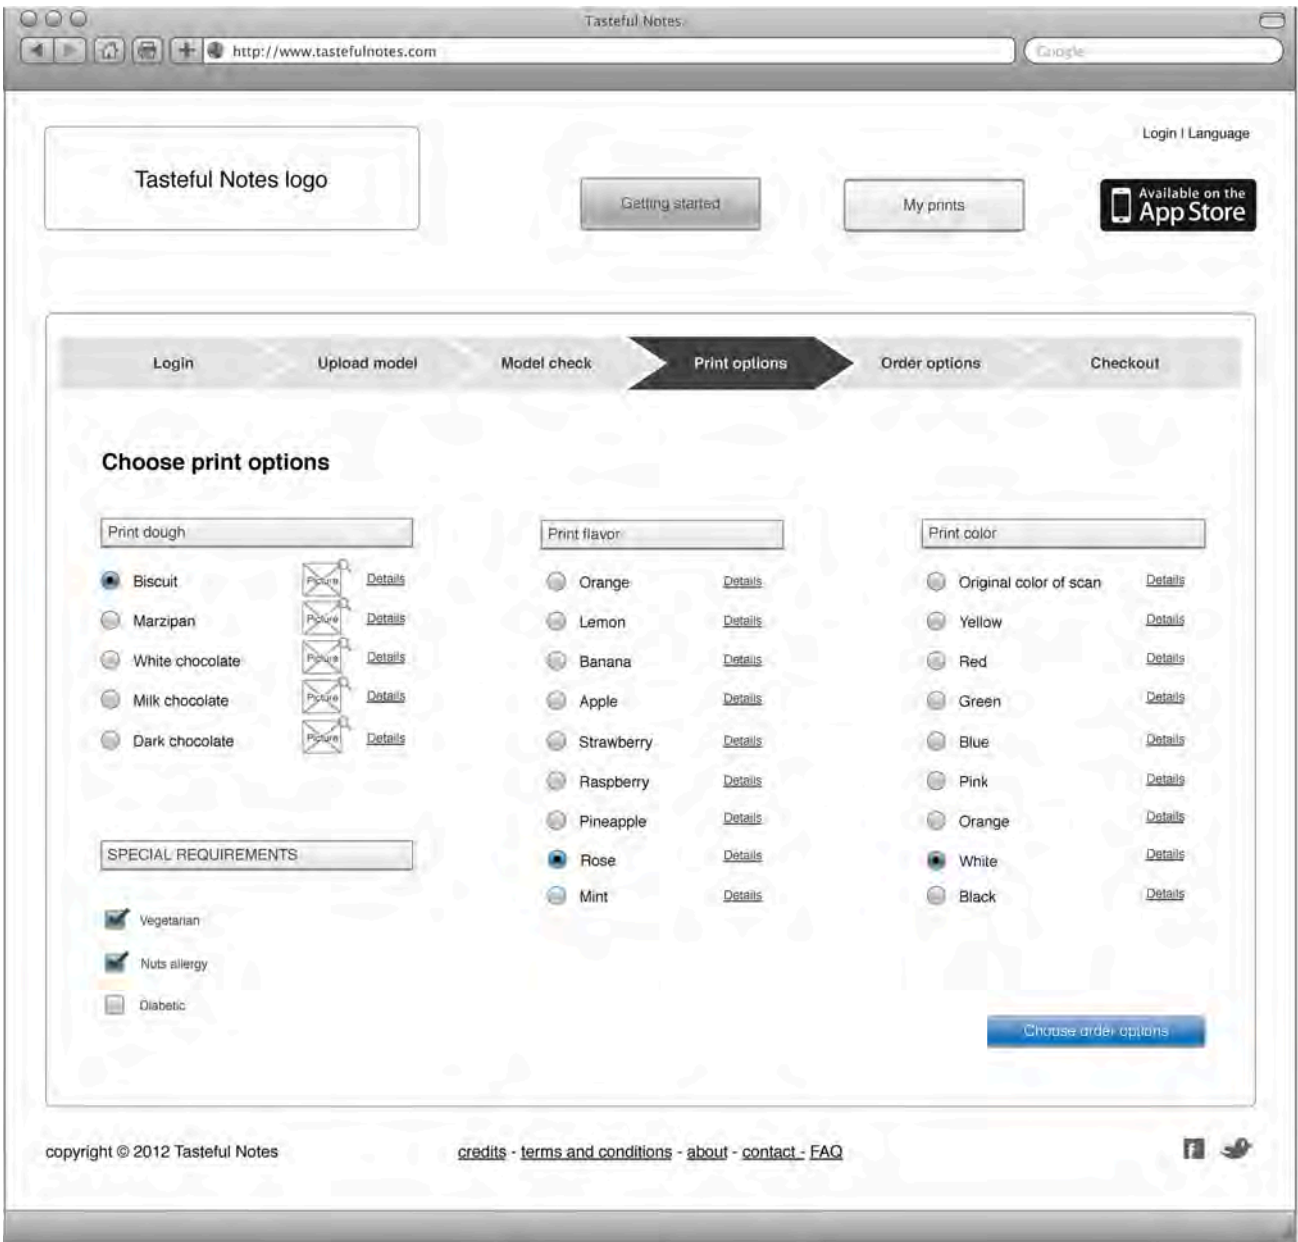 Tasteful Notes
http://www.tastefulnotes.com
Google
Login | Language
Tasteful Notes logo
Getting started
My prints
Available on the
App Store
Login
Upload model
Model check
Print options
Order options
Checkout
Choose print options
Print dough
Biscuit Picture Details
Marzipan Picture Details
White chocolate Picture Details
Milk chocolate Picture Details
Dark chocolate Picture Details
SPECIAL REQUIREMENTS
Vegetarian
Nuts allergy
Diabetic
Print flavor
Orange Details
Lemon Details
Banana Details
Apple Details
Strawberry Details
Raspberry Details
Pineapple Details
Rose Details
Mint Details
Print color
Original color of scan Details
Yellow Details
Red Details
Green Details
Blue Details
Pink Details
Orange Details
White Details
Black Details
Choose order options
copyright © 2012 Tasteful Notes
credits - terms and conditions - about - contact - FAQ